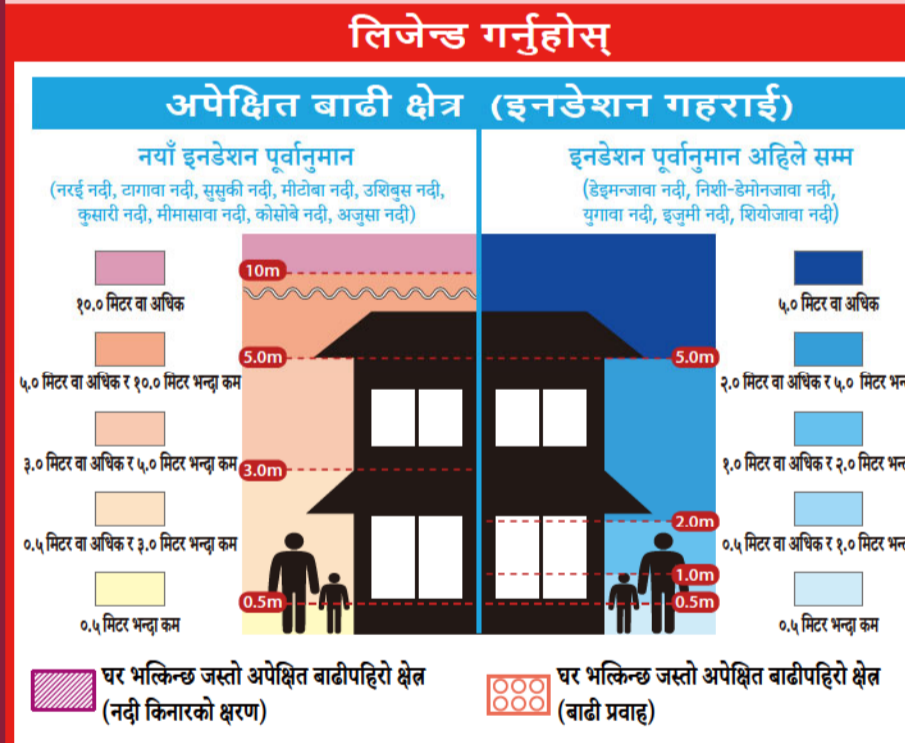 लिजेन्ड गर्नुहोस्
अपेक्षित बाढी क्षेत्र (इनडेशन गहराई)
नयाँ इनडेशन पूर्वानुमान
(नरई नदी, टागावा नदी, सुसुकी नदी, मीटोबा नदी, उशिबुस नदी,
कुसारी नदी, मीमासावा नदी, कोसोबे नदी, अजुसा नदी)
१०.० मिटर वा अधिक
५.० मिटर वा अधिक र १०.० मिटर भन्दा कम
३.० मिटर वा अधिक र ५.० मिटर भन्दा कम
०.५ मिटर वा अधिक र ३.० मिटर भन्दा कम
०.५ मिटर भन्दा कम
10m
5.0m
3.0m
0.5m
इनडेशन पूर्वानुमान अहिले सम्म
(डेइमन्जावा नदी, निशी-डेमोनजावा नदी,
युगावा नदी, इजुमी नदी, शियोजावा नदी)
5.0m
2.0m
1.0m
0.5m
५.० मिटर वा अधिक
२.० मिटर वा अधिक र ५.० मिटर
१.० मिटर वा अधिक र २.० मिटर
०.५ मिटर वा अधिक र १.० मिटर
०.५ मिटर भन्दा कम
घर भत्किन्छ जस्तो अपेक्षित बाढीपहिरो क्षेत्र
(नदी किनारको क्षरण)
घर भत्किन्छ जस्तो अपेक्षित बाढीपहिरो क्षेत्र
(बाढी प्रवाह)